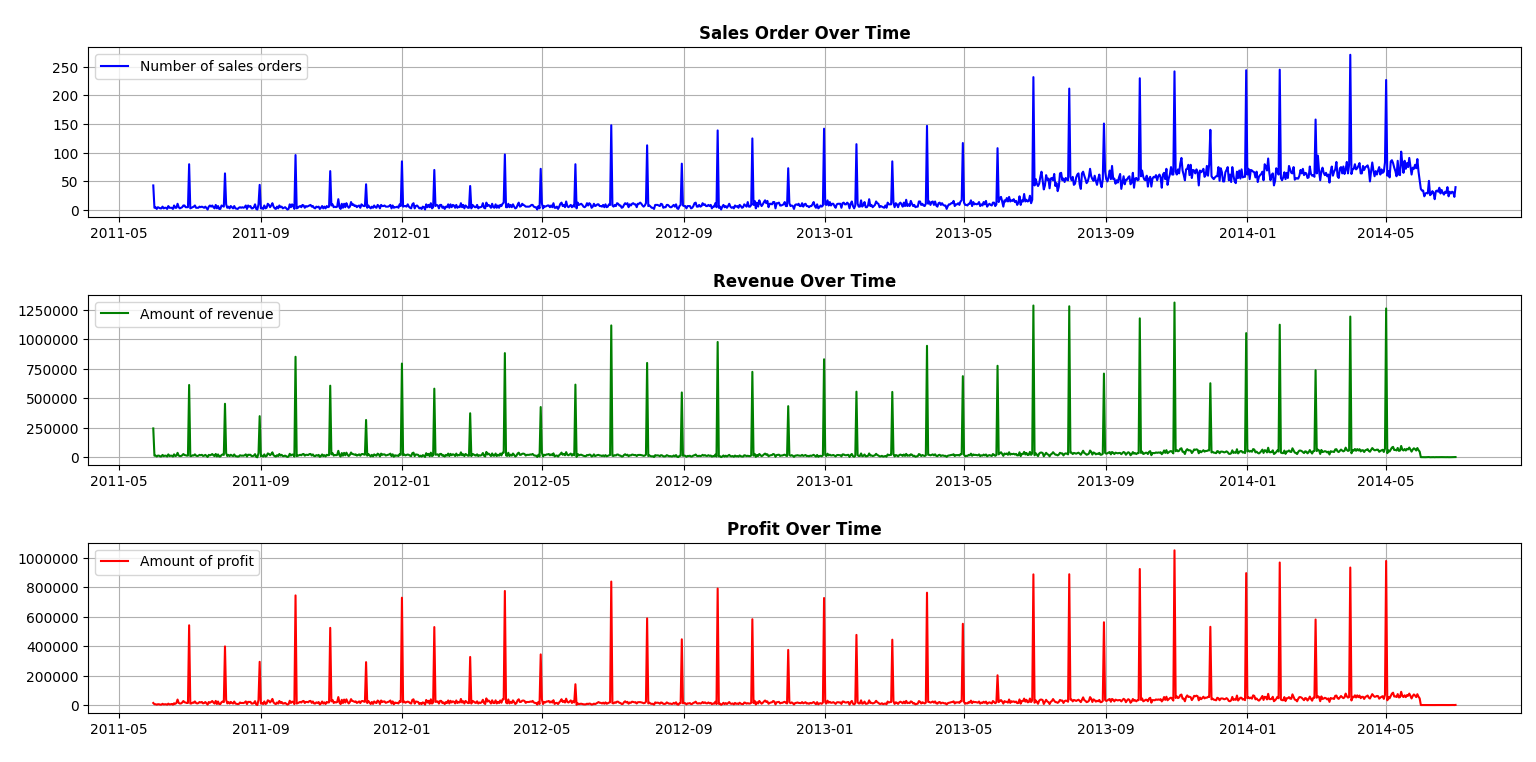 Sales Order Over Time
Number of sales orders
250
200
150
100
50
0
2011-05 2011-09 2012-01 2012-05 2012-09 2013-01 2013-05 2013-09 2014-01 2014-05
Revenue Over Time
Amount of revenue
1250000
1000000
750000
500000
250000
0
2011-05 2011-09 2012-01 2012-05 2012-09 2013-01 2013-05 2013-09 2014-01 2014-05
Profit Over Time
Amount of profit
1000000
800000
600000
400000
200000
0
2011-05 2011-09 2012-01 2012-05 2012-09 2013-01 2013-05 2013-09 2014-01 2014-05